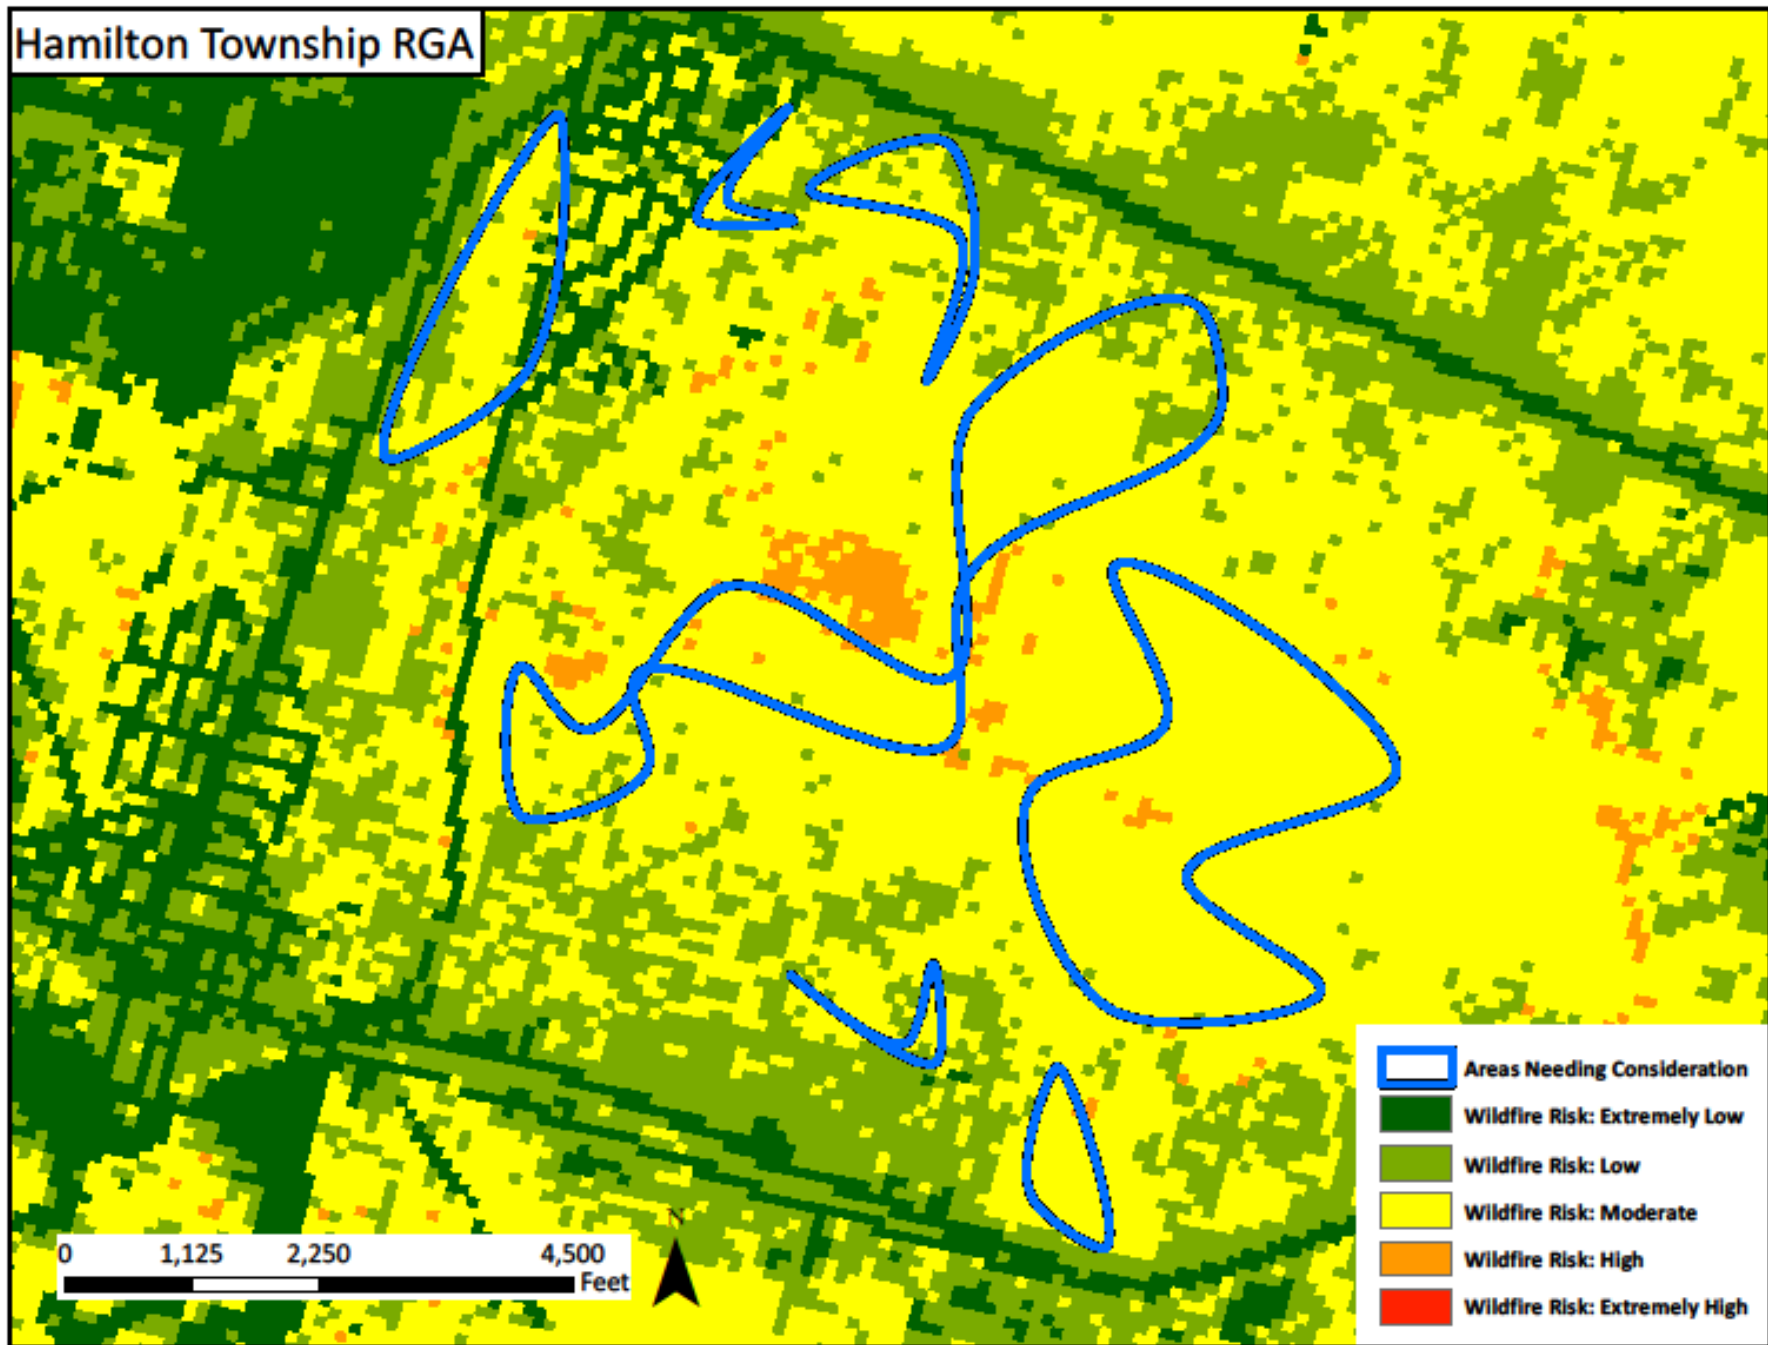 Hamilton Township RGA
Areas Needing Consideration
Wildfire Risk: Extremely Low
Wildfire Risk: Low
Wildfire Risk: Moderate
Wildfire Risk: High
Wildfire Risk: Extremely High
0 1,125 2,250 4,500
Feet
N